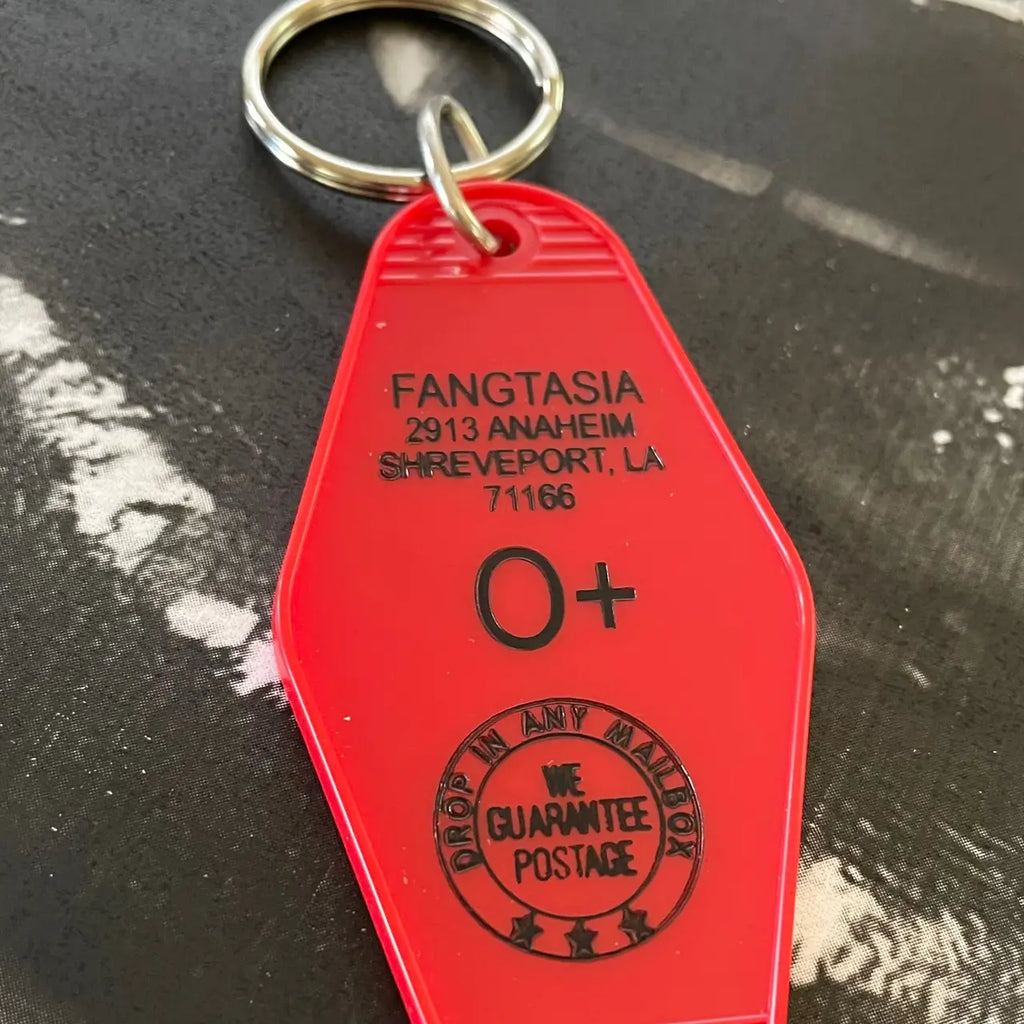 FANGTASIA
2913 ANAHEIM
SHREVEPORT, LA
71166
O+
DROP IN ANY MAILBOX
WE
GUARANTEE
POSTAGE